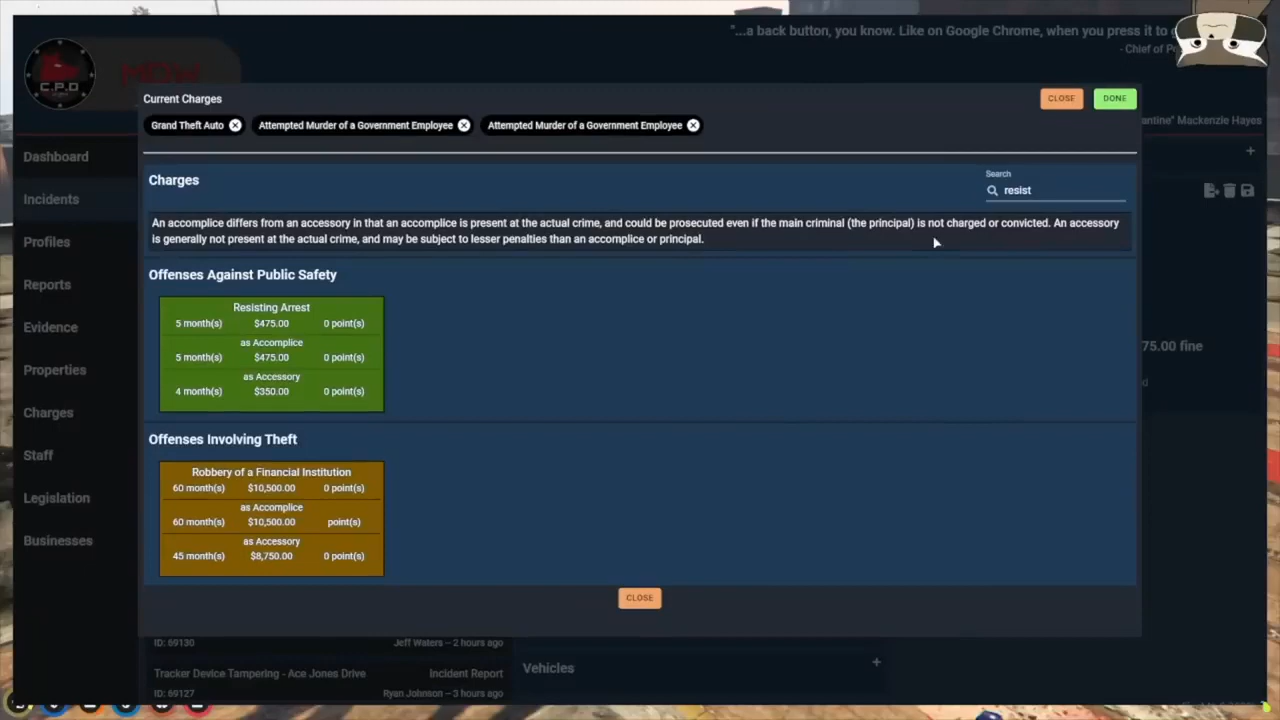 "...a back button, you know. Like on Google Chrome, when you press it to
- Chief of
C.P.D
MDW
Current Charges
CLOSE
DONE
Grand Theft Auto
Attempted Murder of a Government Employee
Attempted Murder of a Government Employee
antine" Mackenzie Hayes
Dashboard
Incidents
Profiles
Reports
Evidence
Properties
Charges
Staff
Legislation
Businesses
Charges
Search
resist
An accomplice differs from an accessory in that an accomplice is present at the actual crime, and could be prosecuted even if the main criminal (the principal) is not charged or convicted. An accessory
is generally not present at the actual crime, and may be subject to lesser penalties than an accomplice or principal.
Offenses Against Public Safety
Resisting Arrest
5 month(s) $475.00 0 point(s)
as Accomplice
5 month(s) $475.00 0 point(s)
as Accessory
4 month(s) $350.00 0 point(s)
75.00 fine
Offenses Involving Theft
Robbery of a Financial Institution
60 month(s) $10,500.00 0 point(s)
as Accomplice
60 month(s) $10,500.00 point(s)
as Accessory
45 month(s) $8,750.00 0 point(s)
CLOSE
ID: 69130 Jeff Waters – 2 hours ago
Tracker Device Tampering - Ace Jones Drive Incident Report
ID: 69127 Ryan Johnson – 3 hours ago
Vehicles